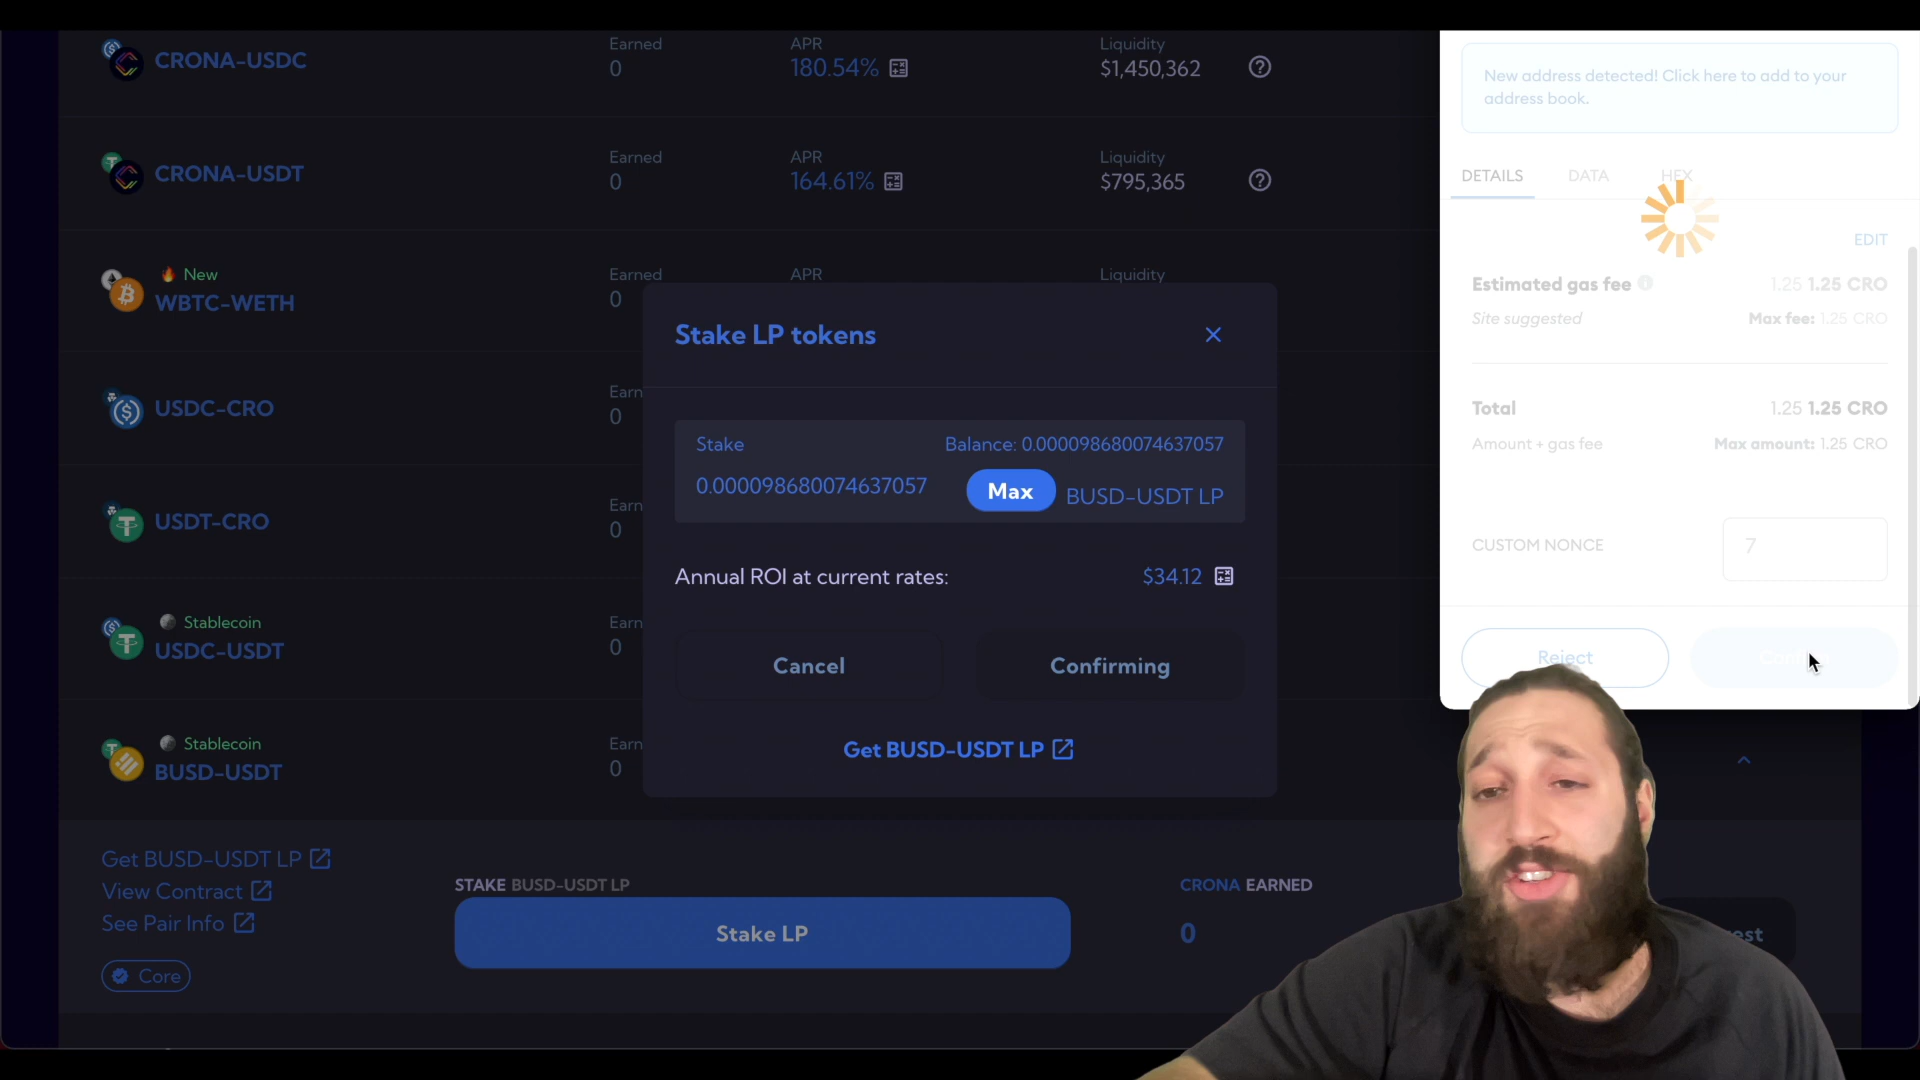 CRONA-USDC
Earned
0
APR
180.54%
Liquidity
$1,450,362
CRONA-USDT
Earned
0
APR
164.61%
Liquidity
$795,365
New
WBTC-WETH
Earned
0
APR
Liquidity
USDC-CRO
Earn
0
USDT-CRO
Earn
0
Stablecoin
USDC-USDT
Earn
0
Stablecoin
BUSD-USDT
Earn
0
Stake LP tokens
Stake
Balance: 0.000098680074637057
0.000098680074637057
Max
BUSD-USDT LP
Annual ROI at current rates:
$34.12
Cancel
Confirming
Get BUSD-USDT LP
Get BUSD-USDT LP
View Contract
See Pair Info
Core
STAKE BUSD-USDT LP
Stake LP
CRONA EARNED
0
New address detected! Click here to add to your
address book.
DETAILS
DATA
HEX
EDIT
Estimated gas fee
1.25 1.25 CRO
Site suggested
Max fee: 1.25 CRO
Total
1.25 1.25 CRO
Amount + gas fee
Max amount: 1.25 CRO
CUSTOM NONCE
7
Reject